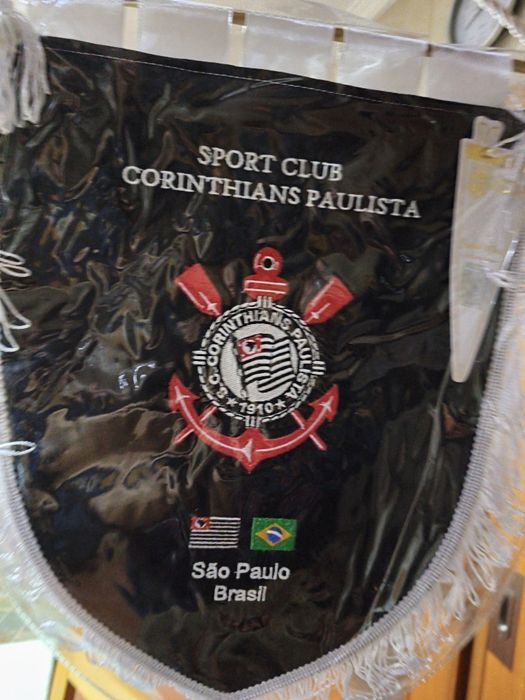 SPORT CLUB
CORINTHIANS PAULISTA
S.C. CORINTHIANS PAULISTA
1910
São Paulo
Brasil